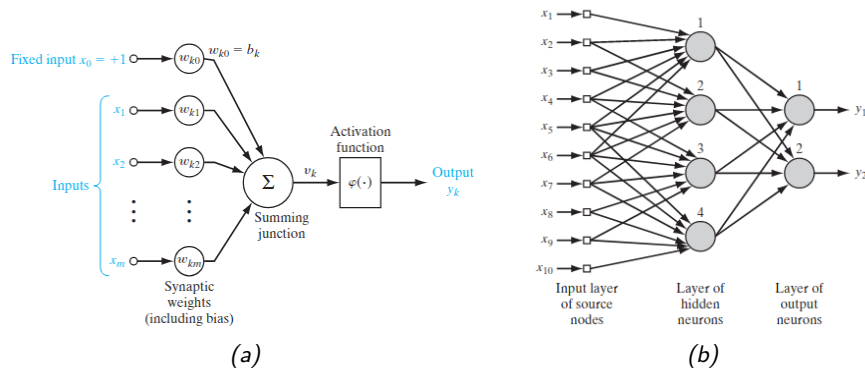 Fixed input x0 = +1
wk0
wk0 = bk
x1
wk1
x2
wk2
Inputs
xm
wkm
Σ
Summing
junction
vk
Activation
function
φ(·)
Output
yk
Synaptic
weights
(including bias)
(a)
x1
x2
x3
x4
x5
x6
x7
x8
x9
x10
1
2
3
4
1
2
y1
y2
Input layer
of source
nodes
Layer of
hidden
neurons
Layer of
output
neurons
(b)